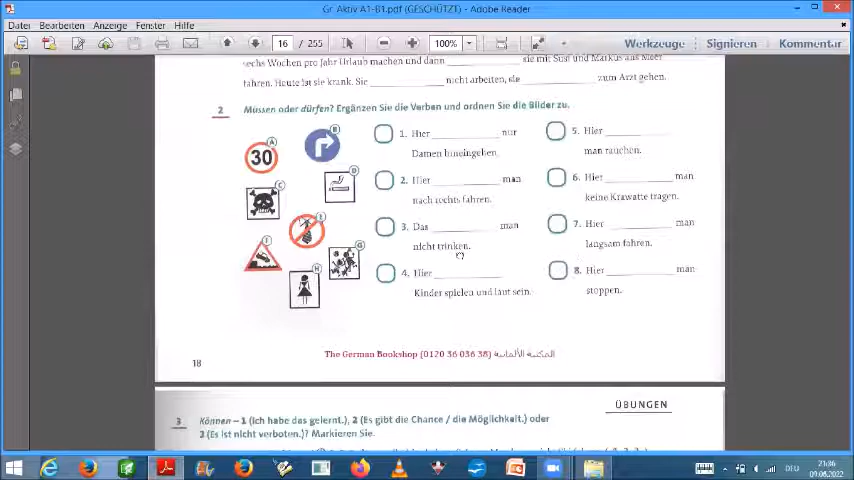 Gr. Aktiv A1-B1.pdf (GESCHÜTZT) - Adobe Reader
Datei Bearbeiten Anzeige Fenster Hilfe
16 / 255 100% Werkzeuge Signieren Kommentar
sechs Wochen pro Jahr Urlaub machen und dann sie mit Susi und Markus ans Meer
fahren. Heute ist sie krank. Sie nicht arbeiten, sie zum Arzt gehen.
2 Müssen oder dürfen? Ergänzen Sie die Verben und ordnen Sie die Bilder zu.
A
30
B
C
D
E
F
G
H
1. Hier nur
Damen hineingehen.
2. Hier man
nach rechts fahren.
3. Das man
nicht trinken.
4. Hier
Kinder spielen und laut sein.
5. Hier
man rauchen.
6. Hier man
keine Krawatte tragen.
7. Hier man
langsam fahren.
8. Hier man
stoppen.
The German Bookshop (0120 36 036 38) المكتبة الألمانية
18
ÜBUNGEN
3 Können – 1 (Ich habe das gelernt.), 2 (Es gibt die Chance / die Möglichkeit.) oder
3 (Es ist nicht verboten.)? Markieren Sie.
DEU
21:36
09.06.2022